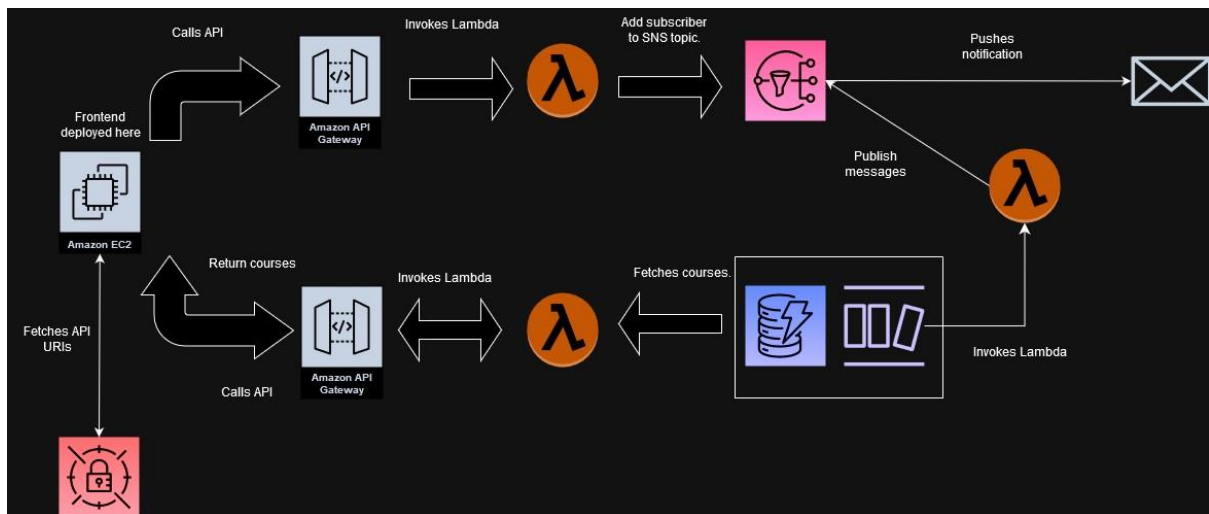 Calls API
Invokes Lambda
Add subscriber
to SNS topic.
Pushes
notification
Frontend
deployed here
Amazon API
Gateway
Publish
messages
Amazon EC2
Return courses
Invokes Lambda
Fetches courses.
Fetches API
URIs
Invokes Lambda
Calls API
Amazon API
Gateway